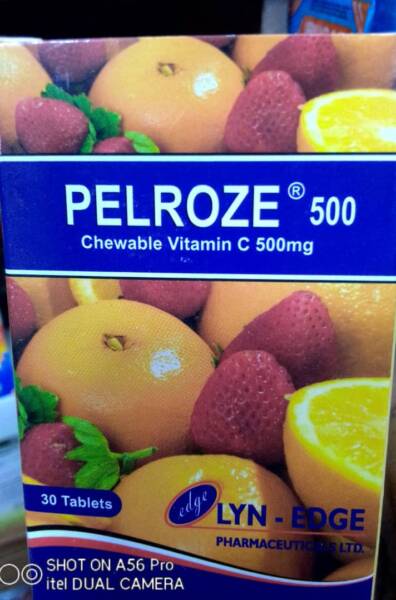 PELROZE® 500
Chewable Vitamin C 500mg
30 Tablets
edge
LYN - EDGE
PHARMACEUTICALS LTD.
SHOT ON A56 Pro
itel DUAL CAMERA